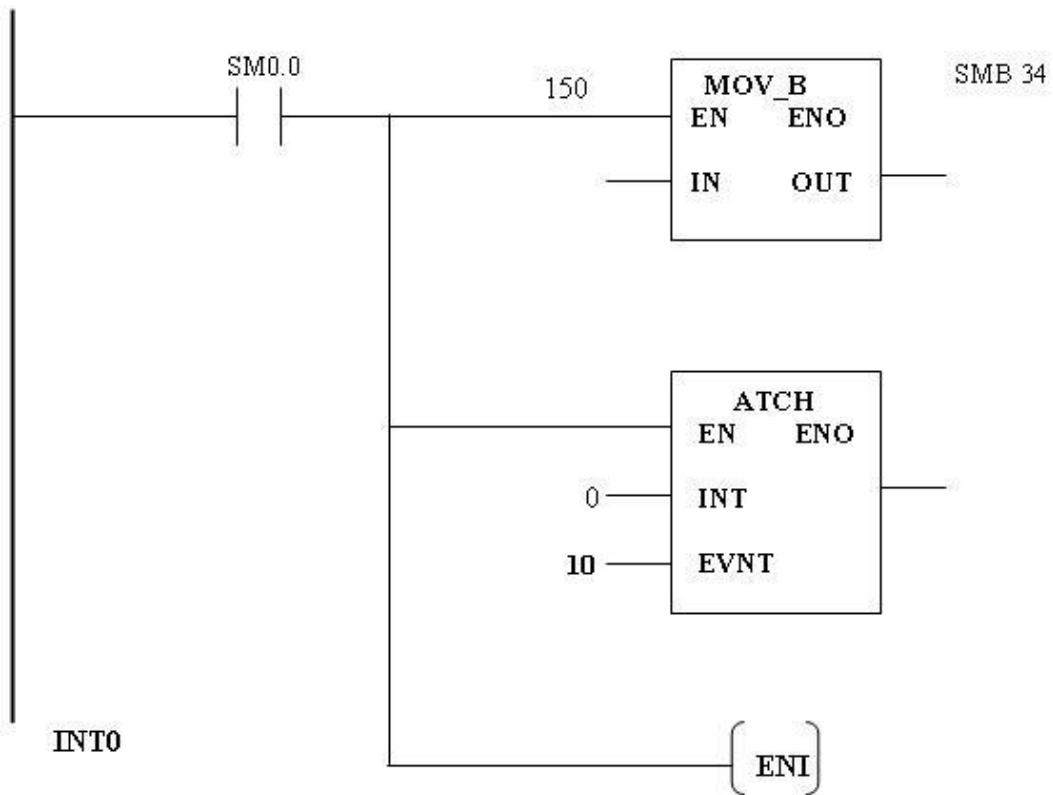 SM0.0
150
SMB 34
MOV_B
EN ENO
IN OUT
ATCH
EN ENO
0
INT
10
EVNT
INT0
ENI